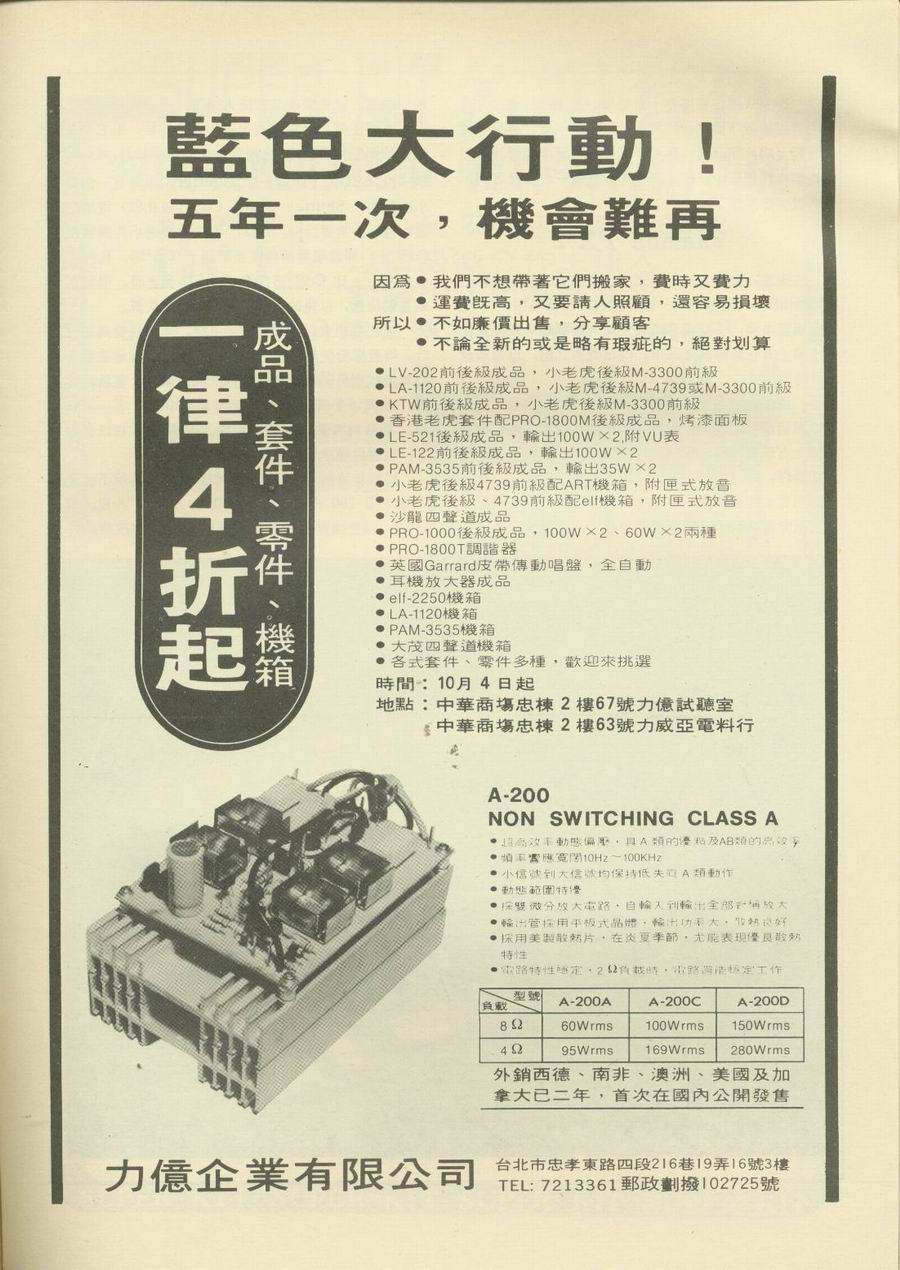 藍色大行動！
五年一次，機會難再
一律4折起
成品、套件、零件、機箱
因爲●我們不想帶著它們搬家，費時又費力
●運費既高，又要請人照顧，還容易損壞
所以●不如廉價出售，分享顧客
●不論全新的或是略有瑕疵的，絕對划算
●LV-202前後級成品，小老虎後級M-3300前級
●LA-1120前後級成品，小老虎後級M-4739或M-3300前級
●KTW前後級成品，小老虎後級M-3300前級
●香港老虎套件配PRO-1800M後級成品，烤漆面板
●LE-521後級成品，輸出100W×2,附VU表
●LE-122前後級成品，輸出100W×2
●PAM-3535前後級成品，輸出35W×2
●小老虎後級4739前級配ART機箱，附匣式放音
●小老虎後級、4739前級配elf機箱，附匣式放音
●沙龍四聲道成品
●PRO-1000後級成品，100W×2、60W×2兩種
●PRO-1800T調諧器
●英國Garrard皮帶傳動唱盤，全自動
●耳機放大器成品
●elf-2250機箱
●LA-1120機箱
●PAM-3535機箱
●大茂四聲道機箱
●各式套件、零件多種，歡迎來挑選
時間：10月4日起
地點：中華商場忠棟2樓67號力億試聽室
中華商場忠棟2樓63號力威亞電料行
A-200
NON SWITCHING CLASS A
●超高效率動態偏壓，具A類的優點及AB類的高效率
●頻率響應寬闊10Hz～100KHz
●小信號到大信號均保持低失真A類動作
●動態範圍特優
●採雙微分放大電路，自輸入到輸出全部對稱放大
●輸出管採用平板式晶體，輸出功率大，散熱良好
●採用美製散熱片，在炎夏季節，尤能表現優良散熱
特性
●電路特性穩定，2Ω負載時，電路邊能穩定工作
負載 型號 A-200A A-200C A-200D
8Ω 60Wrms 100Wrms 150Wrms
4Ω 95Wrms 169Wrms 280Wrms
外銷西德、南非、澳洲、美國及加
拿大已二年，首次在國內公開發售
力億企業有限公司
台北市忠孝東路四段216巷19弄16號3樓
TEL: 7213361郵政劃撥102725號